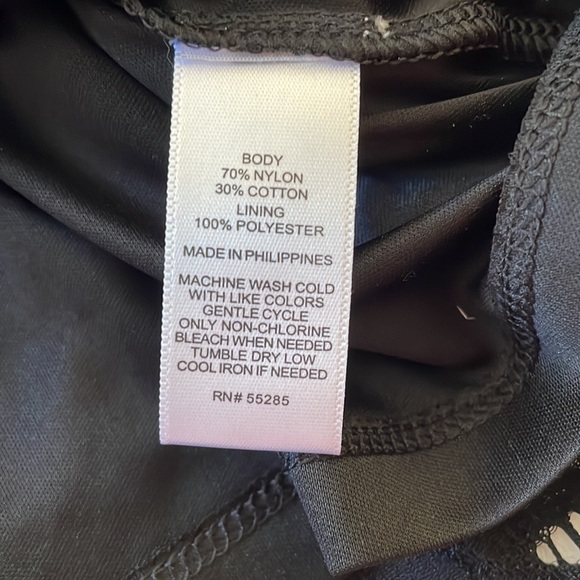 BODY
70% NYLON
30% COTTON
LINING
100% POLYESTER
MADE IN PHILIPPINES
MACHINE WASH COLD
WITH LIKE COLORS
GENTLE CYCLE
ONLY NON-CHLORINE
BLEACH WHEN NEEDED
TUMBLE DRY LOW
COOL IRON IF NEEDED
RN# 55285